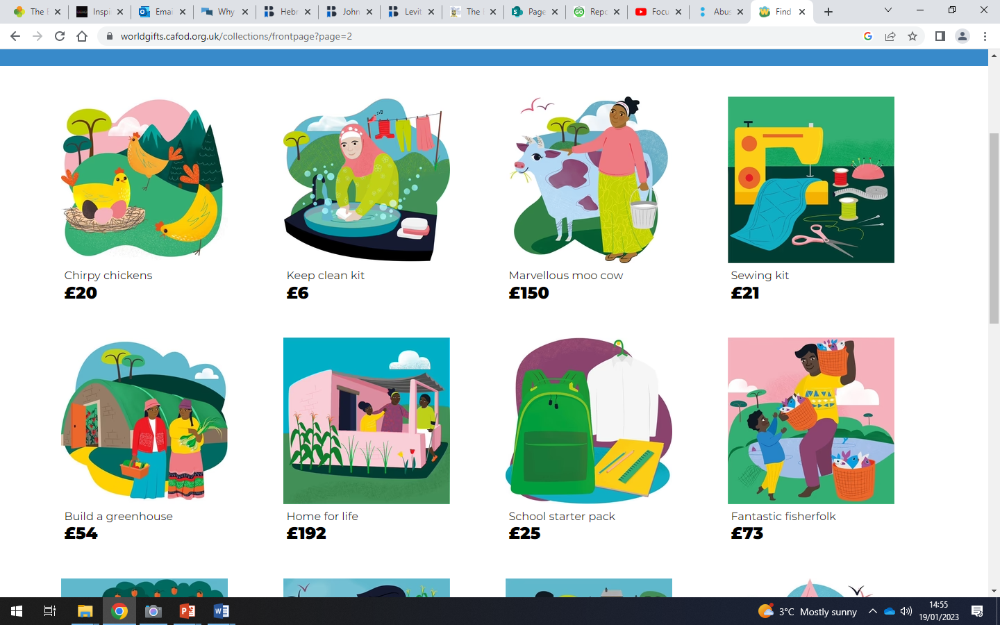 The
Inspi
Emai
Why
Hebr
John
Levit
The
Page
Repo
Focu
Abus
Find
worldgifts.cafod.org.uk/collections/frontpage?page=2
Chirpy chickens
£20
Keep clean kit
£6
Marvellous moo cow
£150
Sewing kit
£21
Build a greenhouse
£54
Home for life
£192
School starter pack
£25
Fantastic fisherfolk
£73
3°C Mostly sunny
14:55
19/01/2023